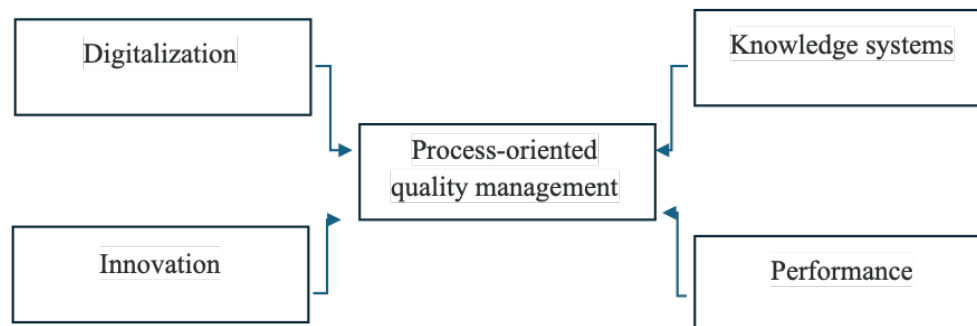 Digitalization
Knowledge systems
Process-oriented
quality management
Innovation
Performance